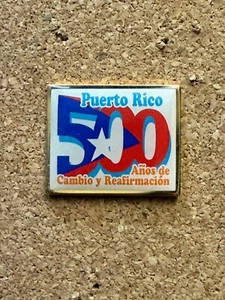 Puerto Rico
500
Años de
Cambio y Reafirmación